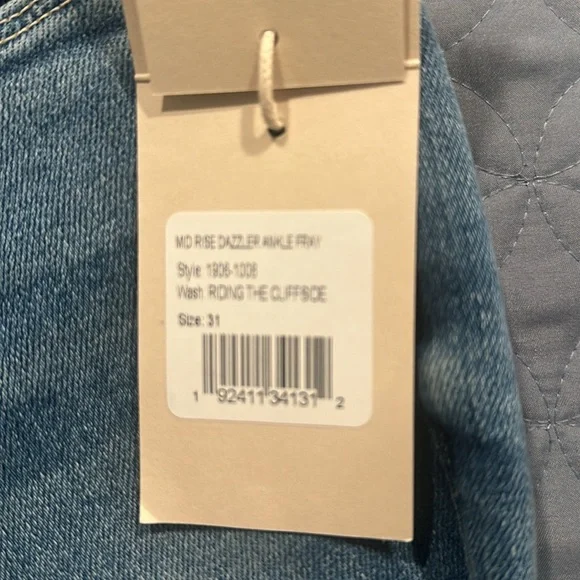 MID RISE DAZZLER ANKLE FRAY
Style: 1906-1008
Wash: RIDING THE CLIFFSIDE
Size: 31
1 92411 34131 2